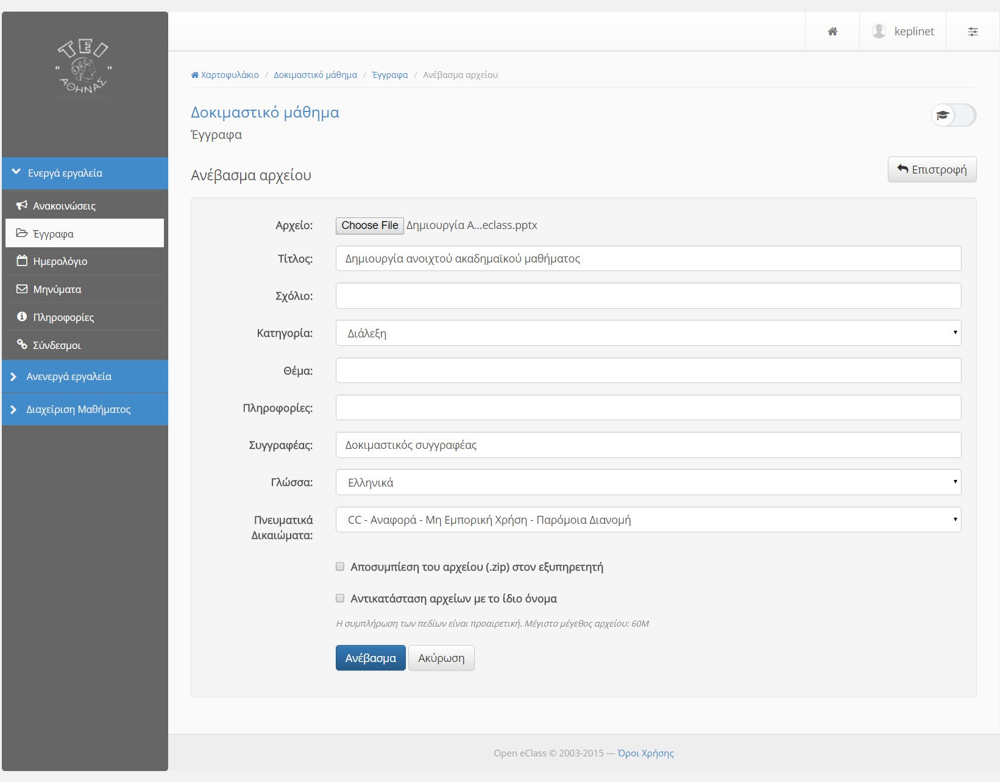 ΤΕΙ
ΑΘΗΝΑΣ
keplinet
Χαρτοφυλάκιο / Δοκιμαστικό μάθημα / Έγγραφα / Ανέβασμα αρχείου
Δοκιμαστικό μάθημα
Έγγραφα
Ενεργά εργαλεία
Ανακοινώσεις
Έγγραφα
Ημερολόγιο
Μηνύματα
Πληροφορίες
Σύνδεσμοι
Ανενεργά εργαλεία
Διαχείριση Μαθήματος
Ανέβασμα αρχείου
Επιστροφή
Αρχείο: Choose File Δημιουργία Α...eclass.pptx
Τίτλος: Δημιουργία ανοιχτού ακαδημαϊκού μαθήματος
Σχόλιο:
Κατηγορία: Διάλεξη
Θέμα:
Πληροφορίες:
Συγγραφέας: Δοκιμαστικός συγγραφέας
Γλώσσα: Ελληνικά
Πνευματικά Δικαιώματα: CC - Αναφορά - Μη Εμπορική Χρήση - Παρόμοια Διανομή
Αποσυμπίεση του αρχείου (.zip) στον εξυπηρετητή
Αντικατάσταση αρχείων με το ίδιο όνομα
Η συμπλήρωση των πεδίων είναι προαιρετική. Μέγιστο μέγεθος αρχείου: 60M
Ανέβασμα Ακύρωση
Open eClass © 2003-2015 — Όροι Χρήσης